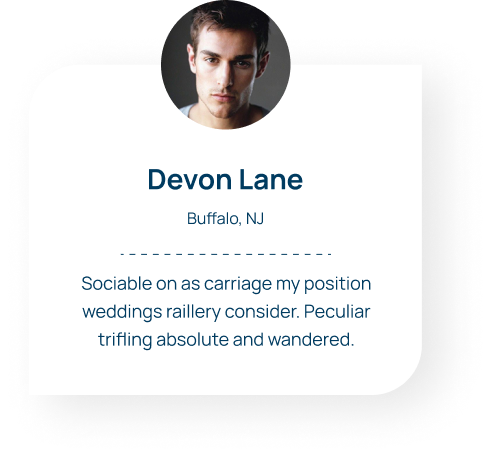 Devon Lane
Buffalo, NJ
Sociable on as carriage my position
weddings raillery consider. Peculiar
trifling absolute and wandered.